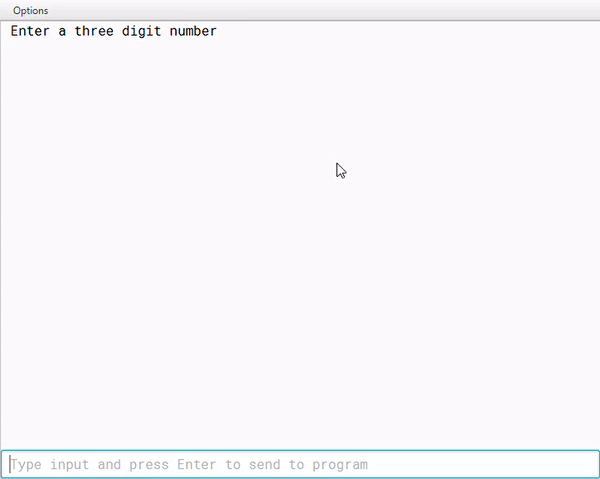 Options
Enter a three digit number
Type input and press Enter to send to program